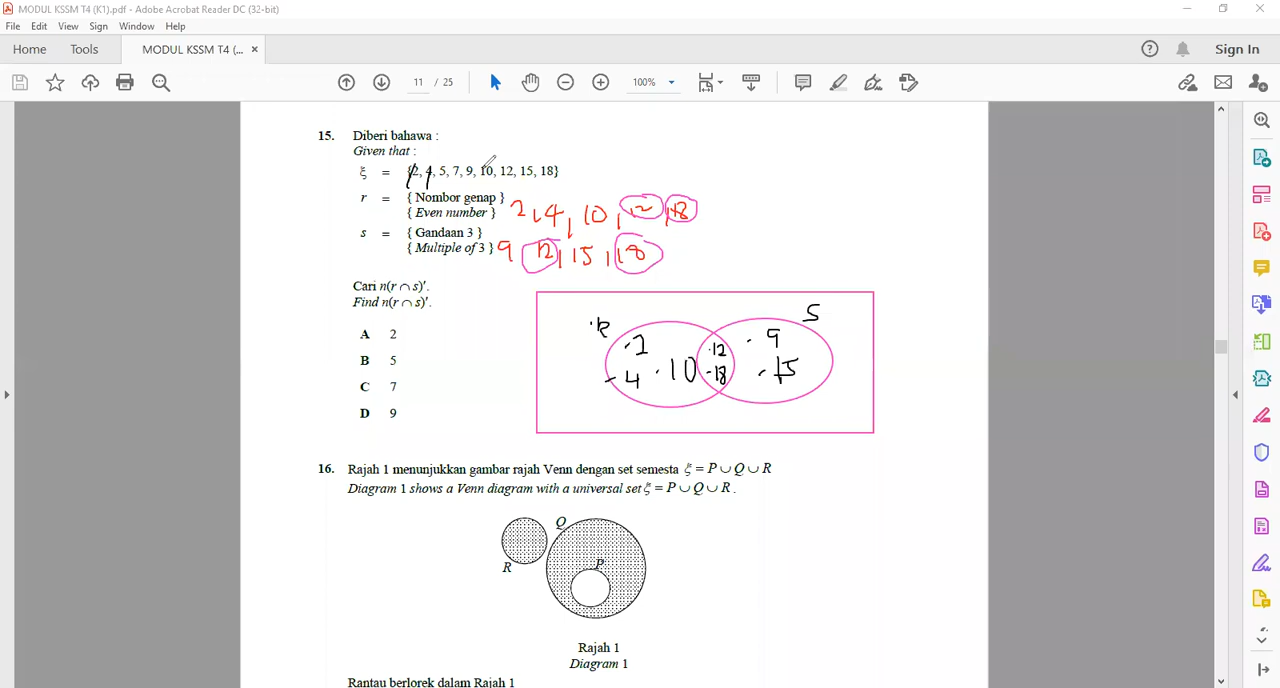 MODUL KSSM T4 (K1).pdf - Adobe Acrobat Reader DC (32-bit)
File Edit View Sign Window Help
Home Tools MODUL KSSM T4 (... × Sign In
11 / 25 100%
15. Diberi bahawa :
Given that :
ξ = {2, 4, 5, 7, 9, 10, 12, 15, 18}
r = { Nombor genap }
{ Even number } 2, 4, 10, 12, 18
s = { Gandaan 3 }
{ Multiple of 3 } 9 12, 15, 18
Cari n(r ∩ s)′.
Find n(r ∩ s)′.
A 2
B 5
C 7
D 9
R S
·2 ·12 ·9
·4 ·10 ·18 ·15
16. Rajah 1 menunjukkan gambar rajah Venn dengan set semesta ξ = P ∪ Q ∪ R
Diagram 1 shows a Venn diagram with a universal set ξ = P ∪ Q ∪ R .
Q
P
R
Rajah 1
Diagram 1
Rantau berlorek dalam Rajah 1